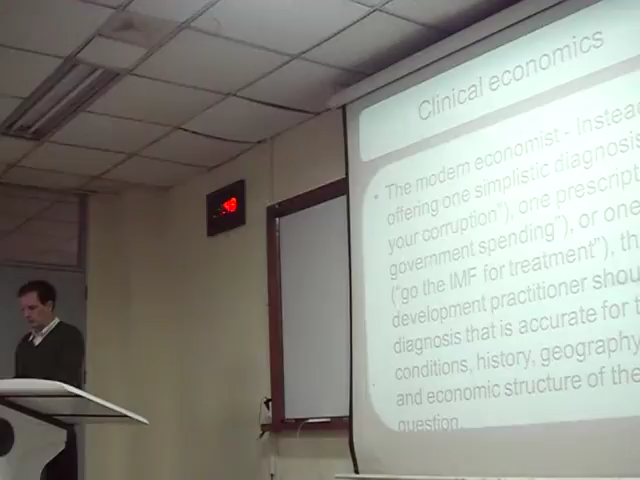 Clinical economics
The modern economist - Instead
offering one simplistic diagnosis
your corruption"), one prescript
government spending"), or one
("go the IMF for treatment"), th
development practitioner shou
diagnosis that is accurate for t
conditions, history, geography
and economic structure of the
question